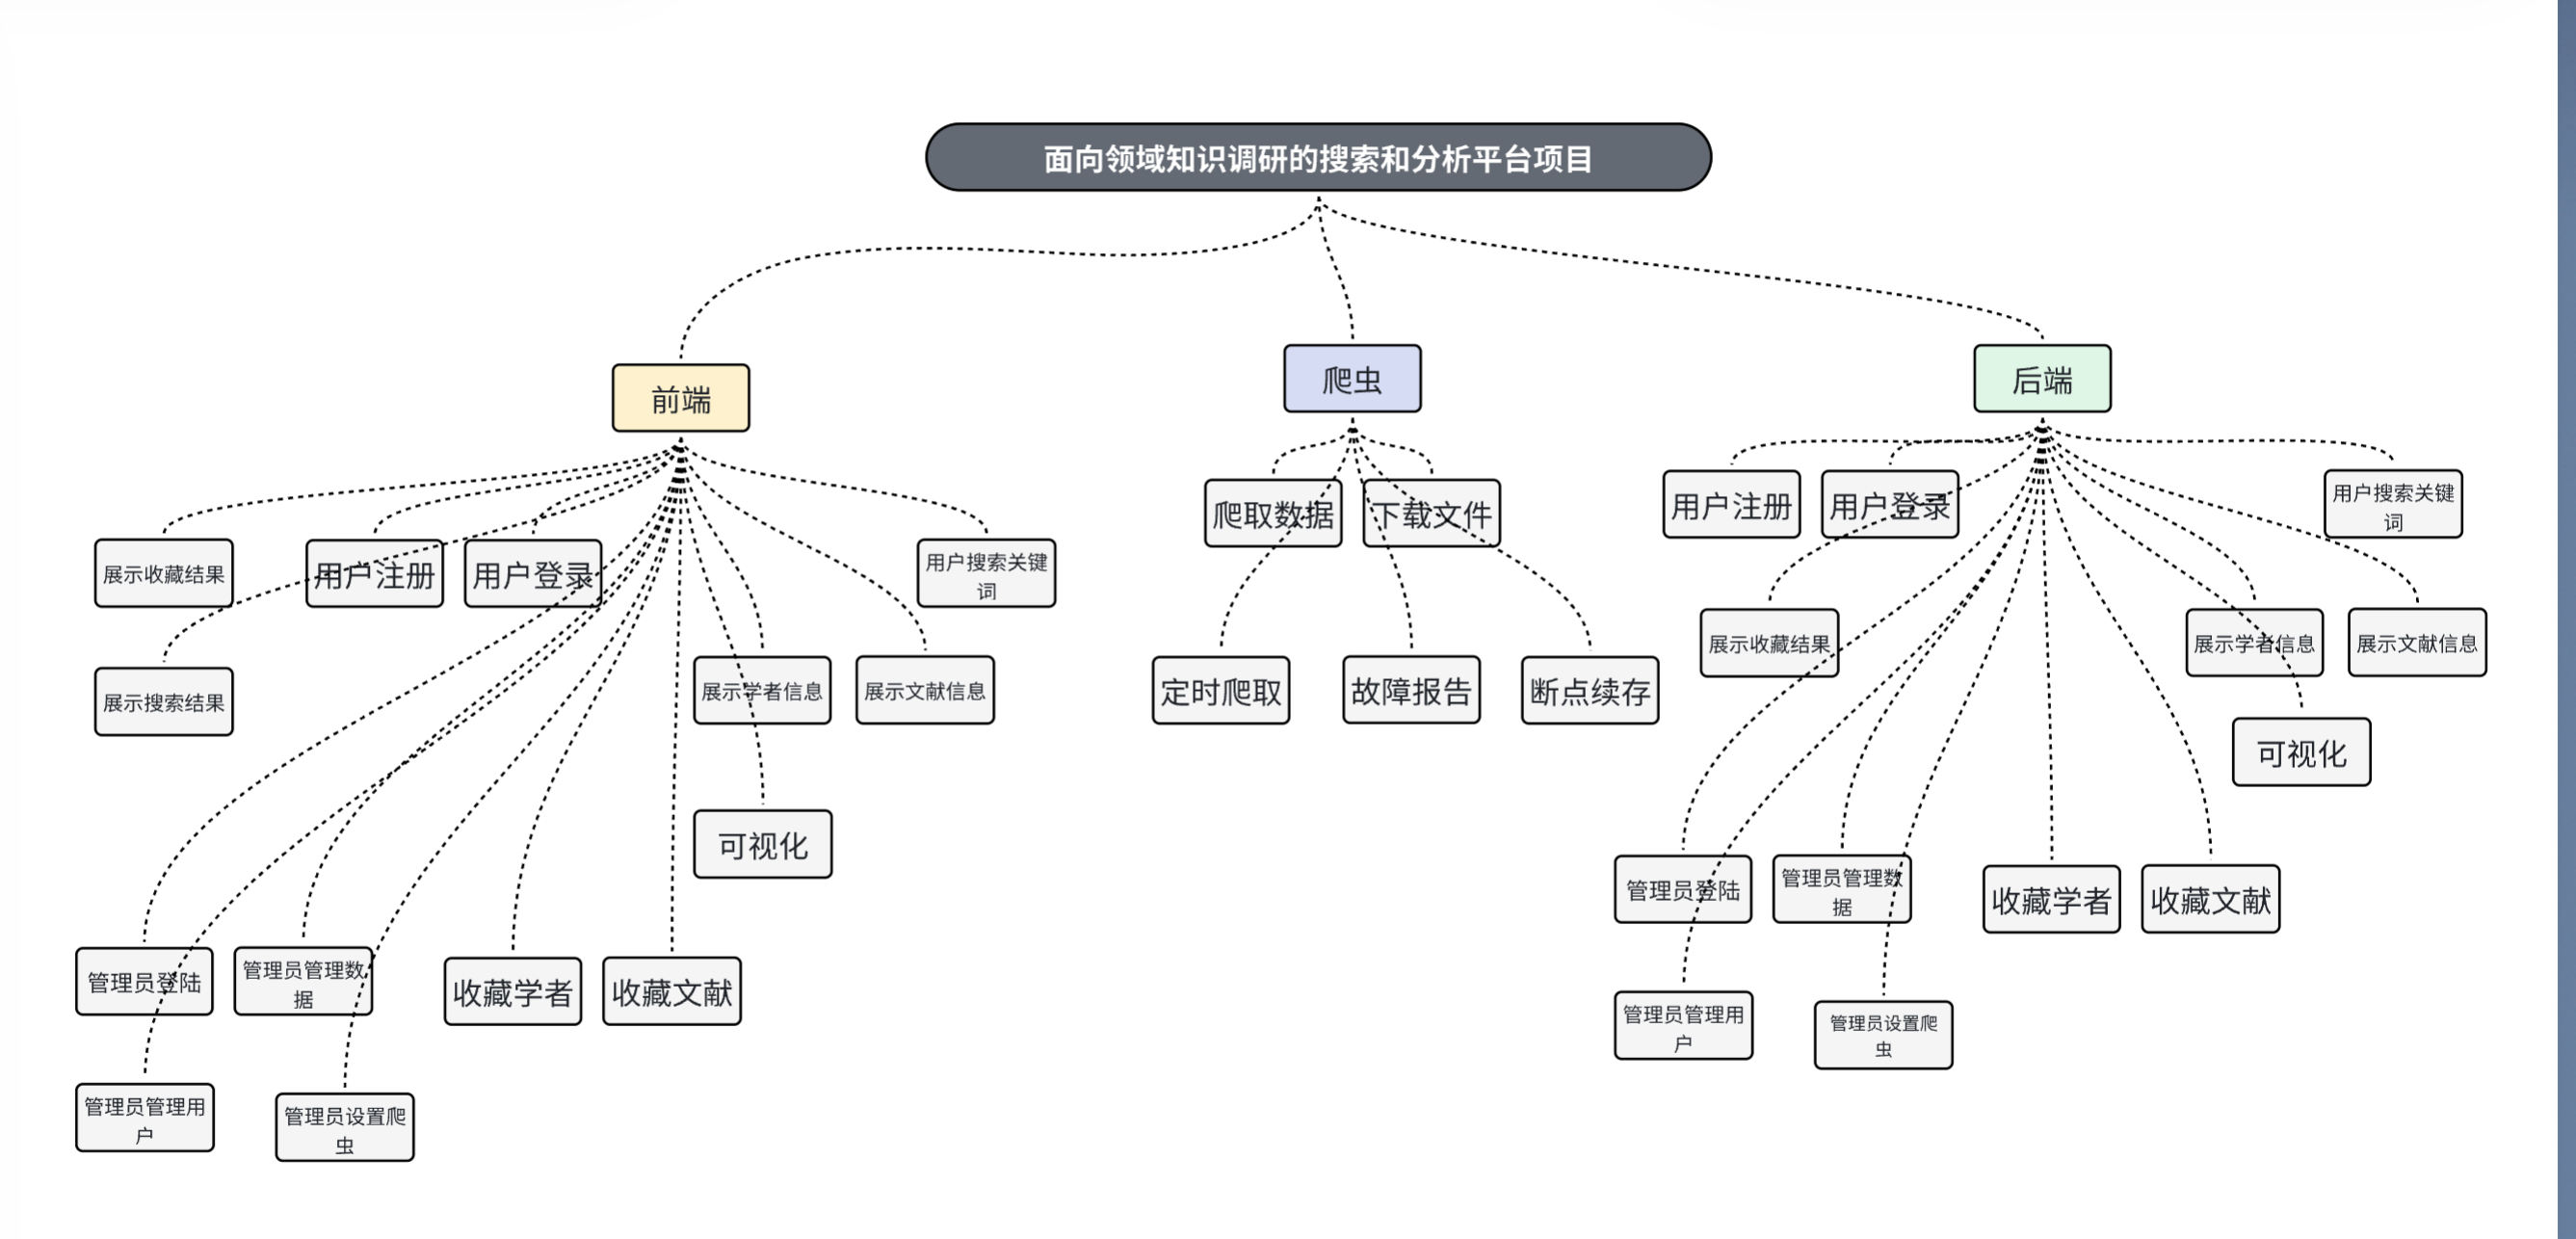 面向领域知识调研的搜索和分析平台项目
前端
爬虫
后端
展示收藏结果
用户注册
用户登录
用户搜索关键
词
展示搜索结果
展示学者信息
展示文献信息
可视化
管理员登陆
管理员管理数
据
收藏学者
收藏文献
管理员管理用
户
管理员设置爬
虫
爬取数据
下载文件
定时爬取
故障报告
断点续存
用户注册
用户登录
用户搜索关键
词
展示收藏结果
展示学者信息
展示文献信息
可视化
管理员登陆
管理员管理数
据
收藏学者
收藏文献
管理员管理用
户
管理员设置爬
虫